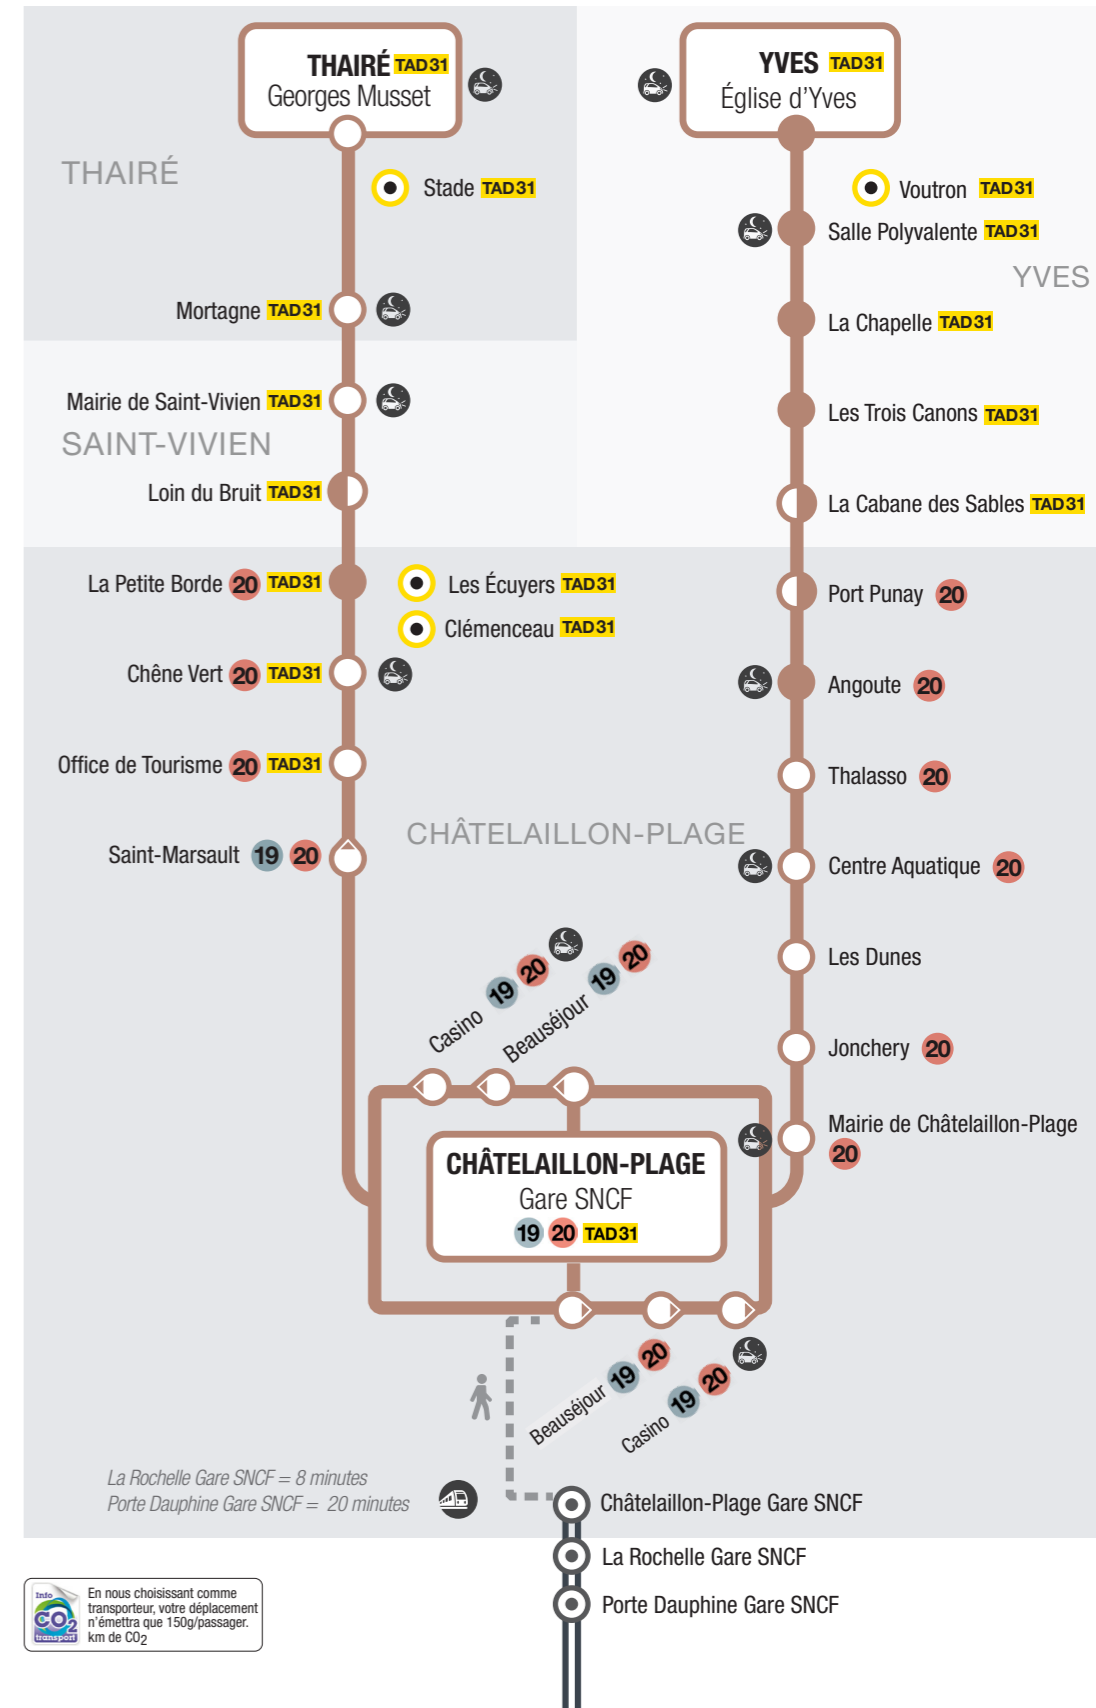 THAIRÉ TAD31
Georges Musset
YVES TAD31
Église d'Yves
THAIRÉ
Stade TAD31
Voutron TAD31
Salle Polyvalente TAD31
YVES
Mortagne TAD31
La Chapelle TAD31
Mairie de Saint-Vivien TAD31
Les Trois Canons TAD31
SAINT-VIVIEN
Loin du Bruit TAD31
La Cabane des Sables TAD31
La Petite Borde 20 TAD31
Les Écuyers TAD31
Port Punay 20
Clémenceau TAD31
Chêne Vert 20 TAD31
Angoute 20
Office de Tourisme 20 TAD31
Thalasso 20
CHÂTELAILLON-PLAGE
Saint-Marsault 19 20
Centre Aquatique 20
Les Dunes
Casino 19 20
Beauséjour 19 20
Jonchery 20
Mairie de Châtelaillon-Plage
20
CHÂTELAILLON-PLAGE
Gare SNCF
19 20 TAD31
Beauséjour 19 20
Casino 19 20
La Rochelle Gare SNCF = 8 minutes
Porte Dauphine Gare SNCF = 20 minutes
Châtelaillon-Plage Gare SNCF
La Rochelle Gare SNCF
Porte Dauphine Gare SNCF
Info
CO2
transport
En nous choisissant comme
transporteur, votre déplacement
n'émettra que 150g/passager.
km de CO2